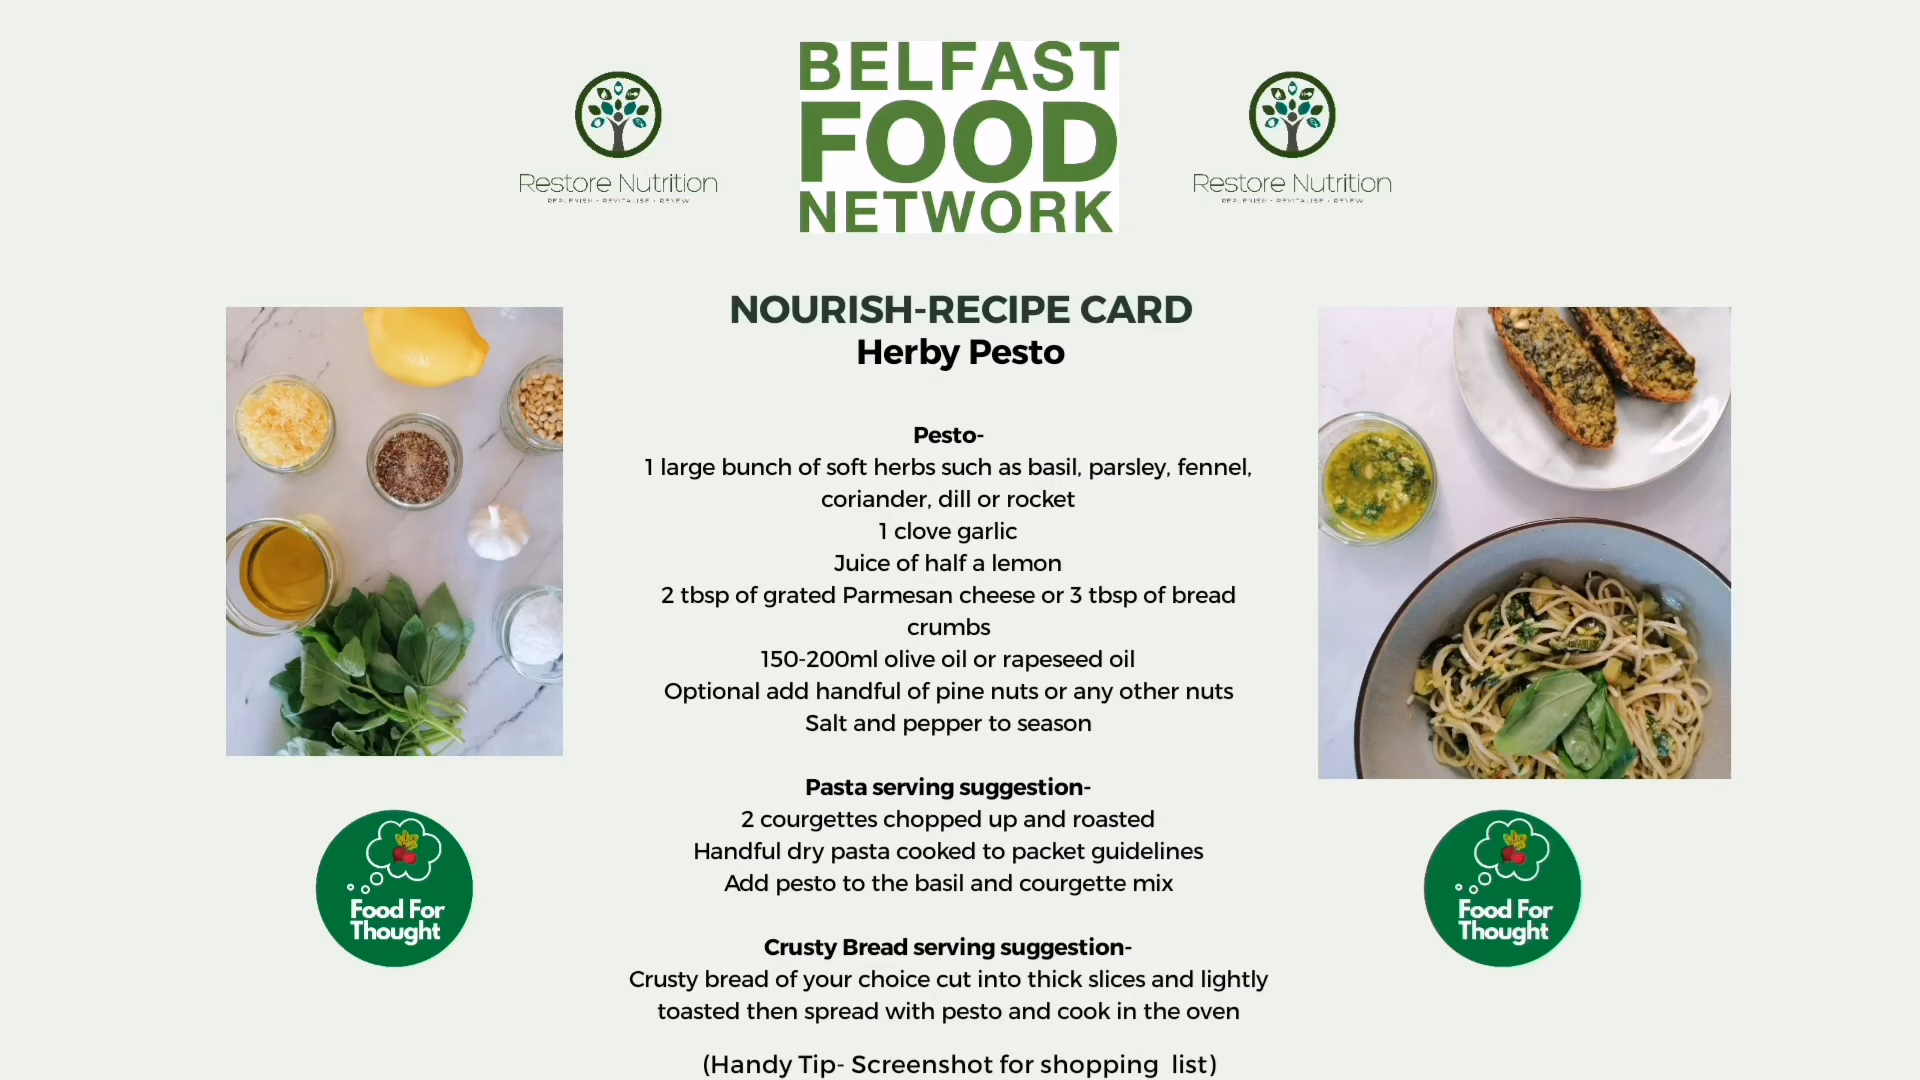 BELFAST
FOOD
NETWORK
Restore Nutrition
REPLENISH • REVITALISE • RENEW
Restore Nutrition
REPLENISH • REVITALISE • RENEW
NOURISH-RECIPE CARD
Herby Pesto
Pesto-
1 large bunch of soft herbs such as basil, parsley, fennel,
coriander, dill or rocket
1 clove garlic
Juice of half a lemon
2 tbsp of grated Parmesan cheese or 3 tbsp of bread
crumbs
150-200ml olive oil or rapeseed oil
Optional add handful of pine nuts or any other nuts
Salt and pepper to season
Pasta serving suggestion-
2 courgettes chopped up and roasted
Handful dry pasta cooked to packet guidelines
Add pesto to the basil and courgette mix
Crusty Bread serving suggestion-
Crusty bread of your choice cut into thick slices and lightly
toasted then spread with pesto and cook in the oven
(Handy Tip- Screenshot for shopping  list)
Food For
Thought
Food For
Thought